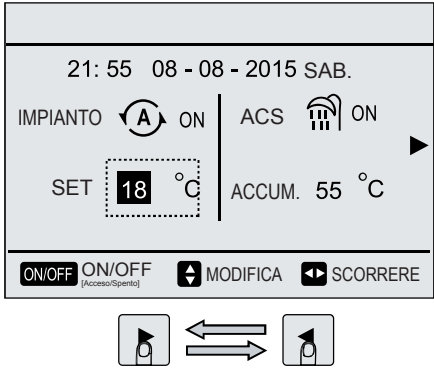 21: 55 08 - 08 - 2015 SAB.
IMPIANTO A ON ACS ON
SET 18 °C ACCUM. 55 °C
ON/OFF ON/OFF MODIFICA SCORRERE
[Acceso/Spento]